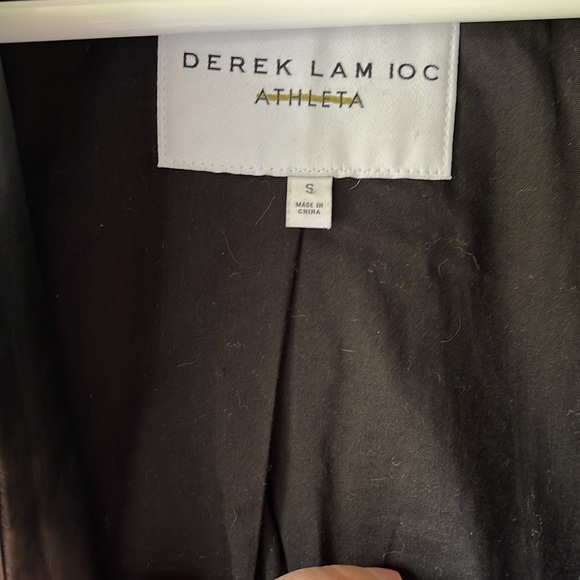 DEREK LAM 10C
ATHLETA
S
MADE IN
CHINA